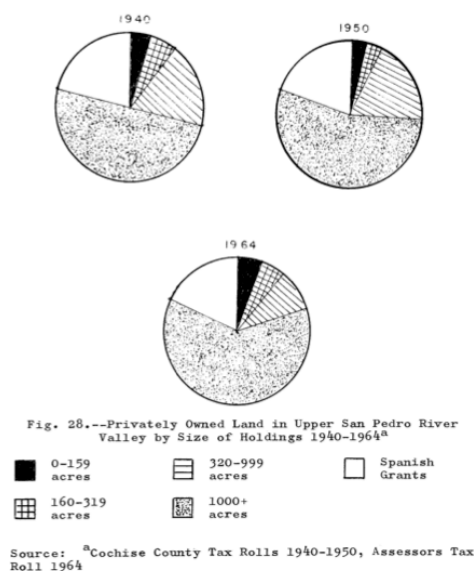 1940
1950
1964
Fig. 28.--Privately Owned Land in Upper San Pedro River
Valley by Size of Holdings 1940-1964a
0-159
acres
320-999
acres
Spanish
Grants
160-319
acres
1000+
acres
Source: aCochise County Tax Rolls 1940-1950, Assessors Tax
Roll 1964